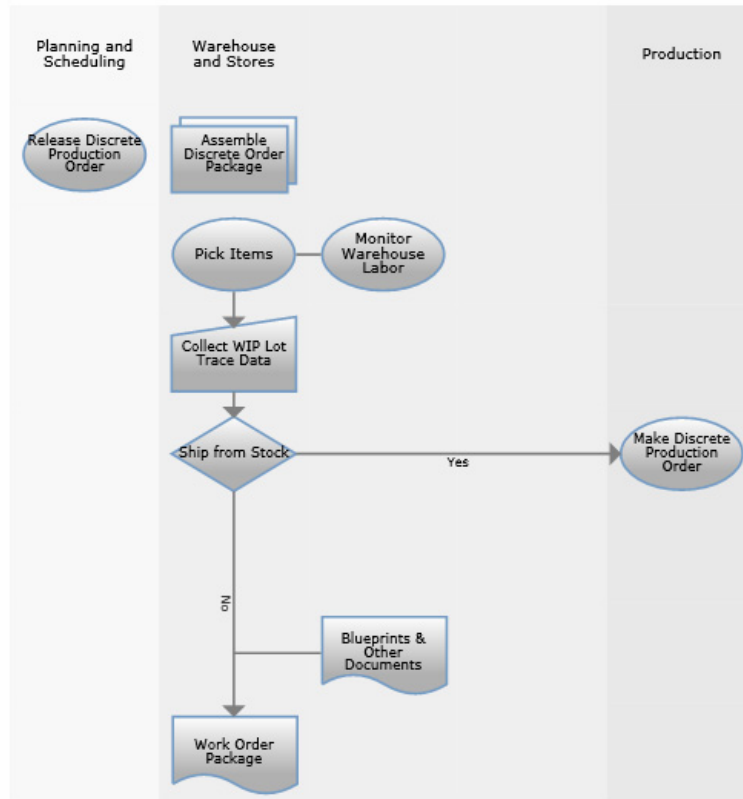 Planning and
Scheduling
Warehouse
and Stores
Production
Release Discrete
Production
Order
Assemble
Discrete Order
Package
Pick Items
Monitor
Warehouse
Labor
Collect WIP Lot
Trace Data
Ship from Stock
Yes
Make Discrete
Production
Order
No
Blueprints &
Other
Documents
Work Order
Package